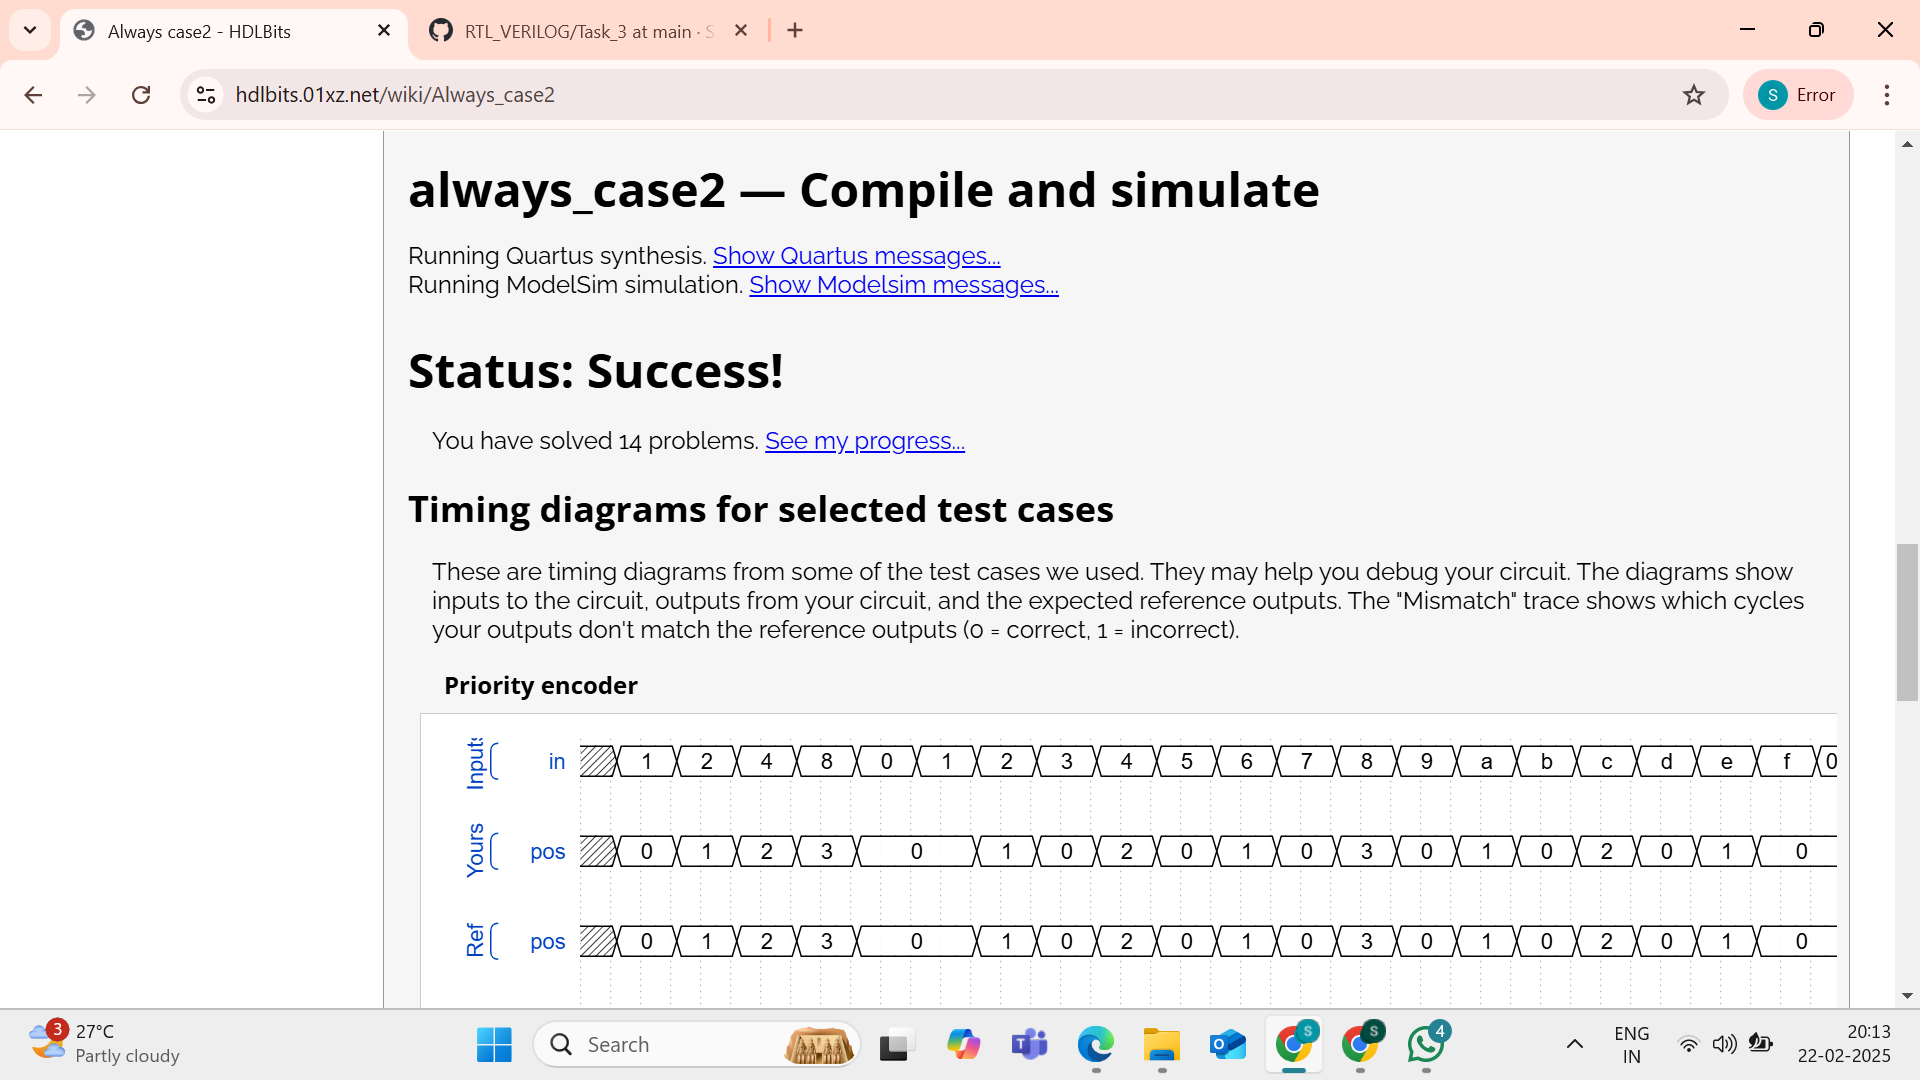 Always case2 - HDLBits
RTL_VERILOG/Task_3 at main · S
hdlbits.01xz.net/wiki/Always_case2
S Error
always_case2 — Compile and simulate
Running Quartus synthesis. Show Quartus messages...
Running ModelSim simulation. Show Modelsim messages...
Status: Success!
You have solved 14 problems. See my progress...
Timing diagrams for selected test cases
These are timing diagrams from some of the test cases we used. They may help you debug your circuit. The diagrams show
inputs to the circuit, outputs from your circuit, and the expected reference outputs. The "Mismatch" trace shows which cycles
your outputs don't match the reference outputs (0 = correct, 1 = incorrect).
Priority encoder
Inputs in 1 2 4 8 0 1 2 3 4 5 6 7 8 9 a b c d e f 0
Yours pos 0 1 2 3 0 1 0 2 0 1 0 3 0 1 0 2 0 1 0
Ref pos 0 1 2 3 0 1 0 2 0 1 0 3 0 1 0 2 0 1 0
3
27°C
Partly cloudy
Search
T
O
S
S
4
ENG
IN
20:13
22-02-2025